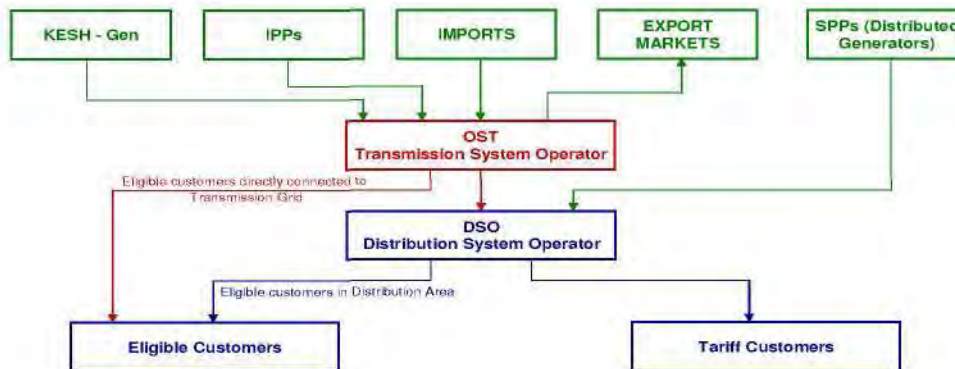 KESH - Gen
IPPs
IMPORTS
EXPORT
MARKETS
SPPs (Distributed
Generators)
OST
Transmission System Operator
Eligible customers directly connected to
Transmission Grid
DSO
Distribution System Operator
Eligible customers in Distribution Area
Eligible Customers
Tariff Customers